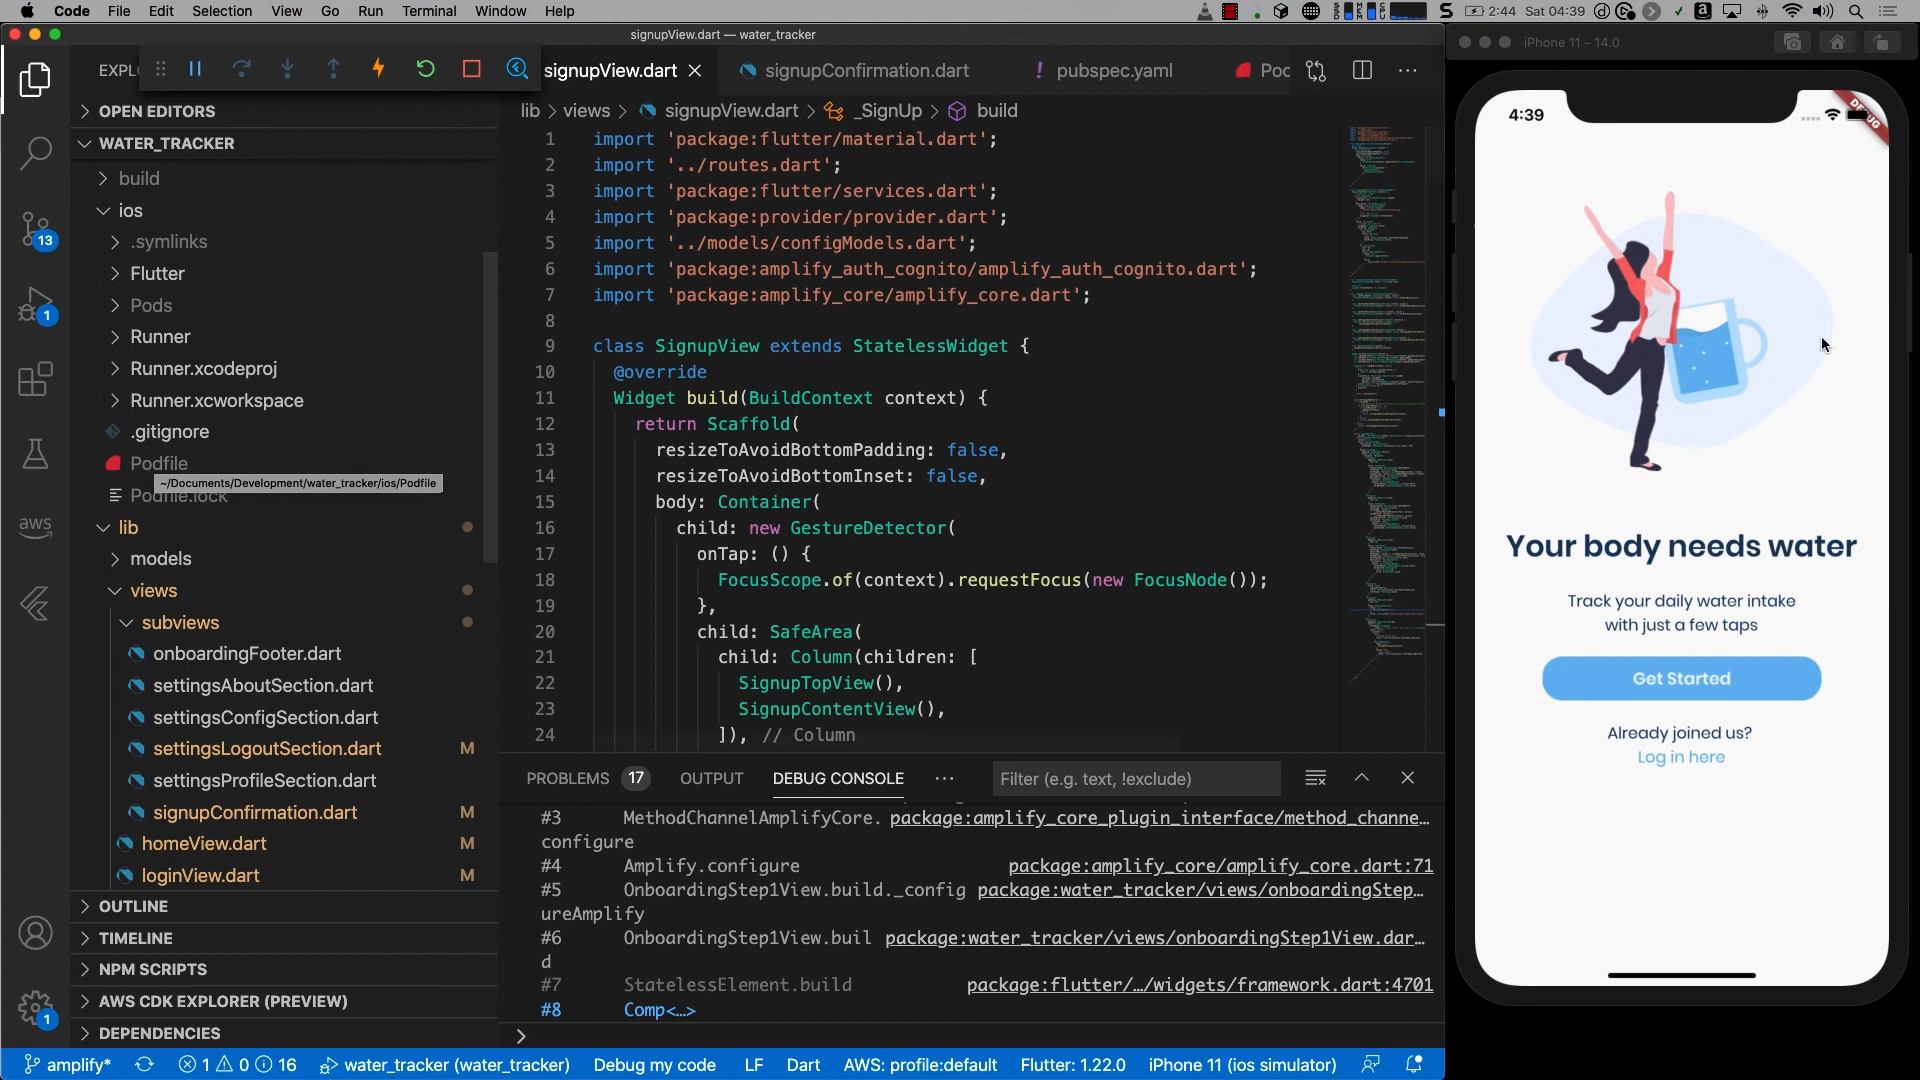 Code File Edit Selection View Go Run Terminal Window Help
2:44 Sat 04:39
signupView.dart — water_tracker
iPhone 11 – 14.0
EXPL
signupView.dart
signupConfirmation.dart
! pubspec.yaml
Poc
OPEN EDITORS
WATER_TRACKER
build
ios
.symlinks
Flutter
Pods
Runner
Runner.xcodeproj
Runner.xcworkspace
.gitignore
Podfile
~/Documents/Development/water_tracker/ios/Podfile
Podfile.lock
lib
models
views
subviews
onboardingFooter.dart
settingsAboutSection.dart
settingsConfigSection.dart
settingsLogoutSection.dart M
settingsProfileSection.dart
signupConfirmation.dart M
homeView.dart M
loginView.dart M
OUTLINE
TIMELINE
NPM SCRIPTS
AWS CDK EXPLORER (PREVIEW)
DEPENDENCIES
13
1
aws
1
lib > views > signupView.dart > _SignUp > build
1 import 'package:flutter/material.dart';
2 import '../routes.dart';
3 import 'package:flutter/services.dart';
4 import 'package:provider/provider.dart';
5 import '../models/configModels.dart';
6 import 'package:amplify_auth_cognito/amplify_auth_cognito.dart';
7 import 'package:amplify_core/amplify_core.dart';
8
9 class SignupView extends StatelessWidget {
10 @override
11 Widget build(BuildContext context) {
12 return Scaffold(
13 resizeToAvoidBottomPadding: false,
14 resizeToAvoidBottomInset: false,
15 body: Container(
16 child: new GestureDetector(
17 onTap: () {
18 FocusScope.of(context).requestFocus(new FocusNode());
19 },
20 child: SafeArea(
21 child: Column(children: [
22 SignupTopView(),
23 SignupContentView(),
24 ]), // Column
PROBLEMS 17 OUTPUT DEBUG CONSOLE ··· Filter (e.g. text, !exclude)
#3 MethodChannelAmplifyCore. package:amplify_core_plugin_interface/method_channe…
configure
#4 Amplify.configure package:amplify_core/amplify_core.dart:71
#5 OnboardingStep1View.build._config package:water_tracker/views/onboardingStep…
ureAmplify
#6 OnboardingStep1View.buil package:water_tracker/views/onboardingStep1View.dar…
d
#7 StatelessElement.build package:flutter/…/widgets/framework.dart:4701
#8 Comp<…>
amplify* 1 0 16 water_tracker (water_tracker) Debug my code LF Dart AWS: profile:default Flutter: 1.22.0 iPhone 11 (ios simulator)
4:39
DEBUG
Your body needs water
Track your daily water intake
with just a few taps
Get Started
Already joined us?
Log in here